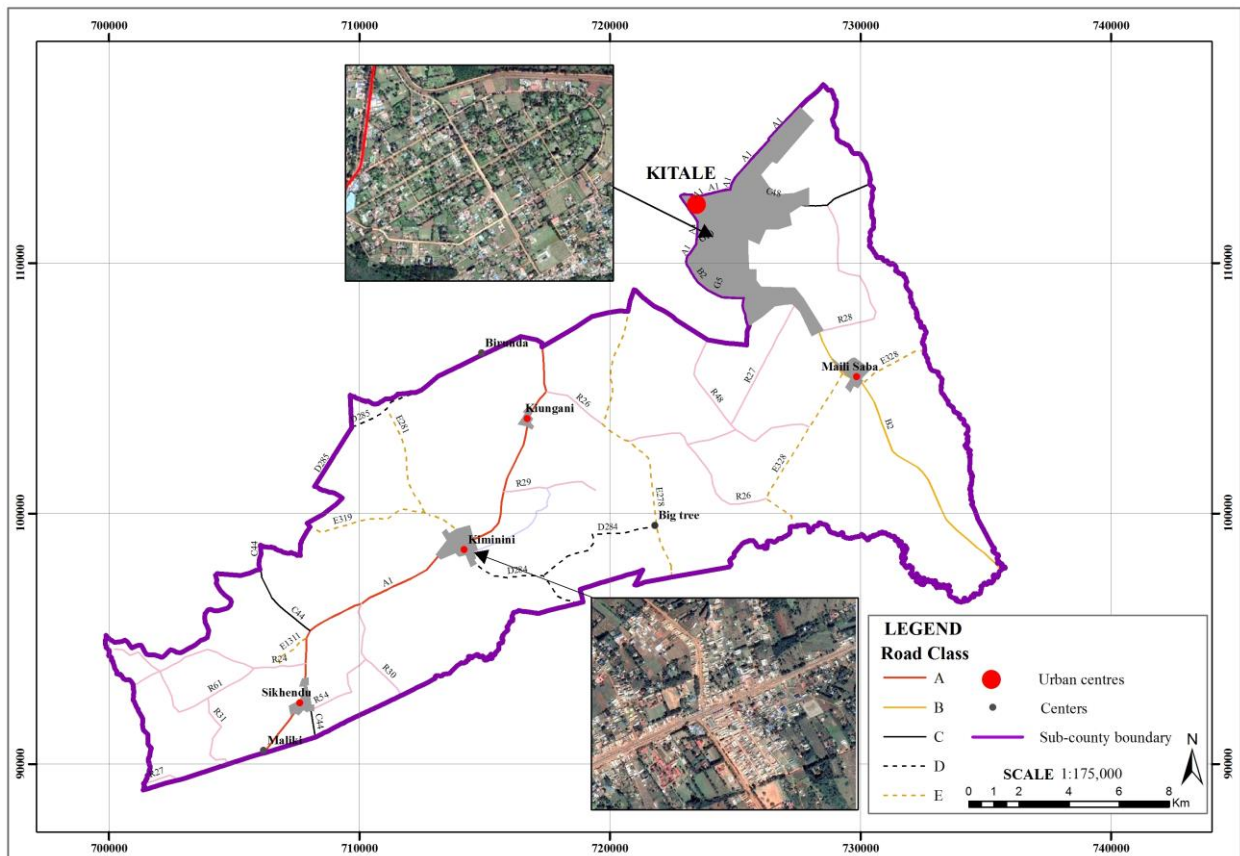 700000 710000 720000 730000 740000
A1
A1
KITALE
A1
A1
A1
G18
110000 110000
A1
B2
G5
R28
Birunda
Maili Saba
E328
R27
R48
R26
D285
Kiungani
E281
B2
D285
E328
R29
R26
E278
100000 100000
E319
Big tree
D284
Kiminini
C44
D284
A1
C44
LEGEND
Road Class
E1311
R24
R30
A Urban centres
R61
Sikhendu
R54
B Centers
R31
C44
C Sub-county boundary
Maliki
N
90000 90000
R27
D SCALE 1:175,000
E 0 2 4 6 8
Km
700000 710000 720000 730000 740000